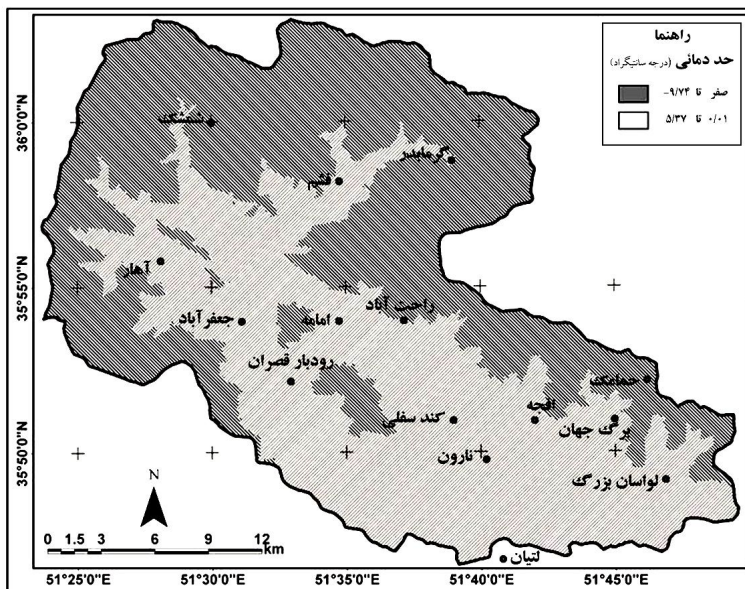 راهنما
حد دمائی (درجه سانتیگراد)
صفر تا ۹/۷۴-
۰/۰۱ تا ۵/۳۷
36°0'0"N
35°55'0"N
35°50'0"N
شمشک
گرمابدر
فشم
آهار
راحت آباد
امامه
جعفرآباد
رودبار قصران
افجه
کند سفلی
برگ جهان
نارون
لواسان بزرگ
لتیان
N
0 1.5 3 6 9 12
km
51°25'0"E 51°30'0"E 51°35'0"E 51°40'0"E 51°45'0"E